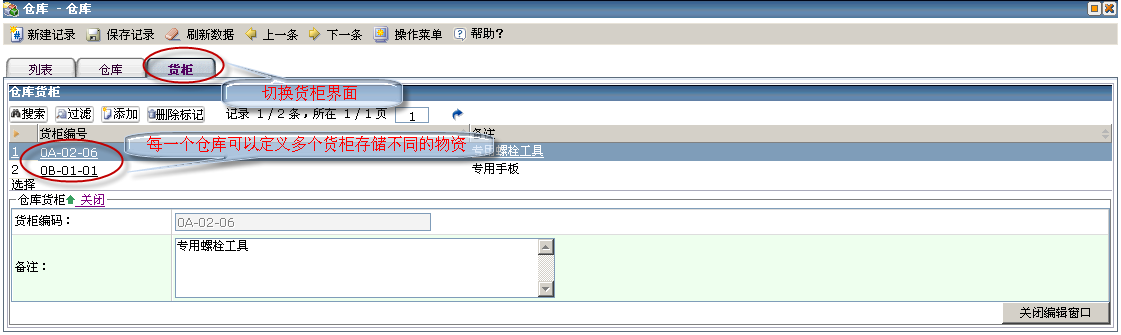 仓库 - 仓库
新建记录 保存记录 刷新数据 上一条 下一条 操作菜单 帮助?
列表 仓库 货柜
切换货柜界面
仓库货柜
搜索 过滤 添加 删除标记 记录 1 / 2 条,所在 1 / 1 页 1
货柜编号 备注
每一个仓库可以定义多个货柜存储不同的物资
1 0A-02-06 专用螺栓工具
2 0B-01-01 专用手板
选择
仓库货柜 关闭
货柜编码: 0A-02-06
备注: 专用螺栓工具
关闭编辑窗口